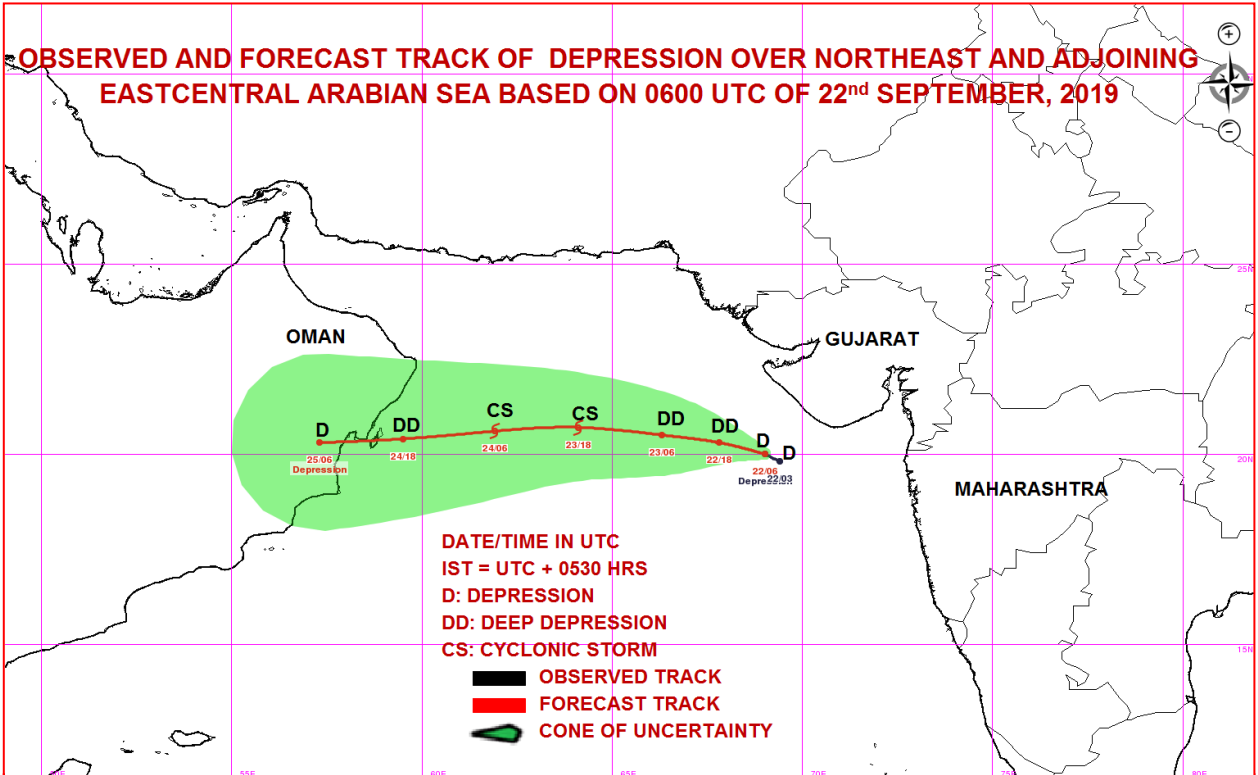 OBSERVED AND FORECAST TRACK OF DEPRESSION OVER NORTHEAST AND ADJOINING
EASTCENTRAL ARABIAN SEA BASED ON 0600 UTC OF 22nd SEPTEMBER, 2019
25N
OMAN
GUJARAT
D
DD
CS
CS
DD
DD
D
D
25/06
Depression
24/18
24/06
23/18
23/06
22/18
22/06
22/03
20N
MAHARASHTRA
DATE/TIME IN UTC
IST = UTC + 0530 HRS
D: DEPRESSION
DD: DEEP DEPRESSION
CS: CYCLONIC STORM
15N
OBSERVED TRACK
FORECAST TRACK
CONE OF UNCERTAINTY
55E
60E
65E
70E
75E
80E